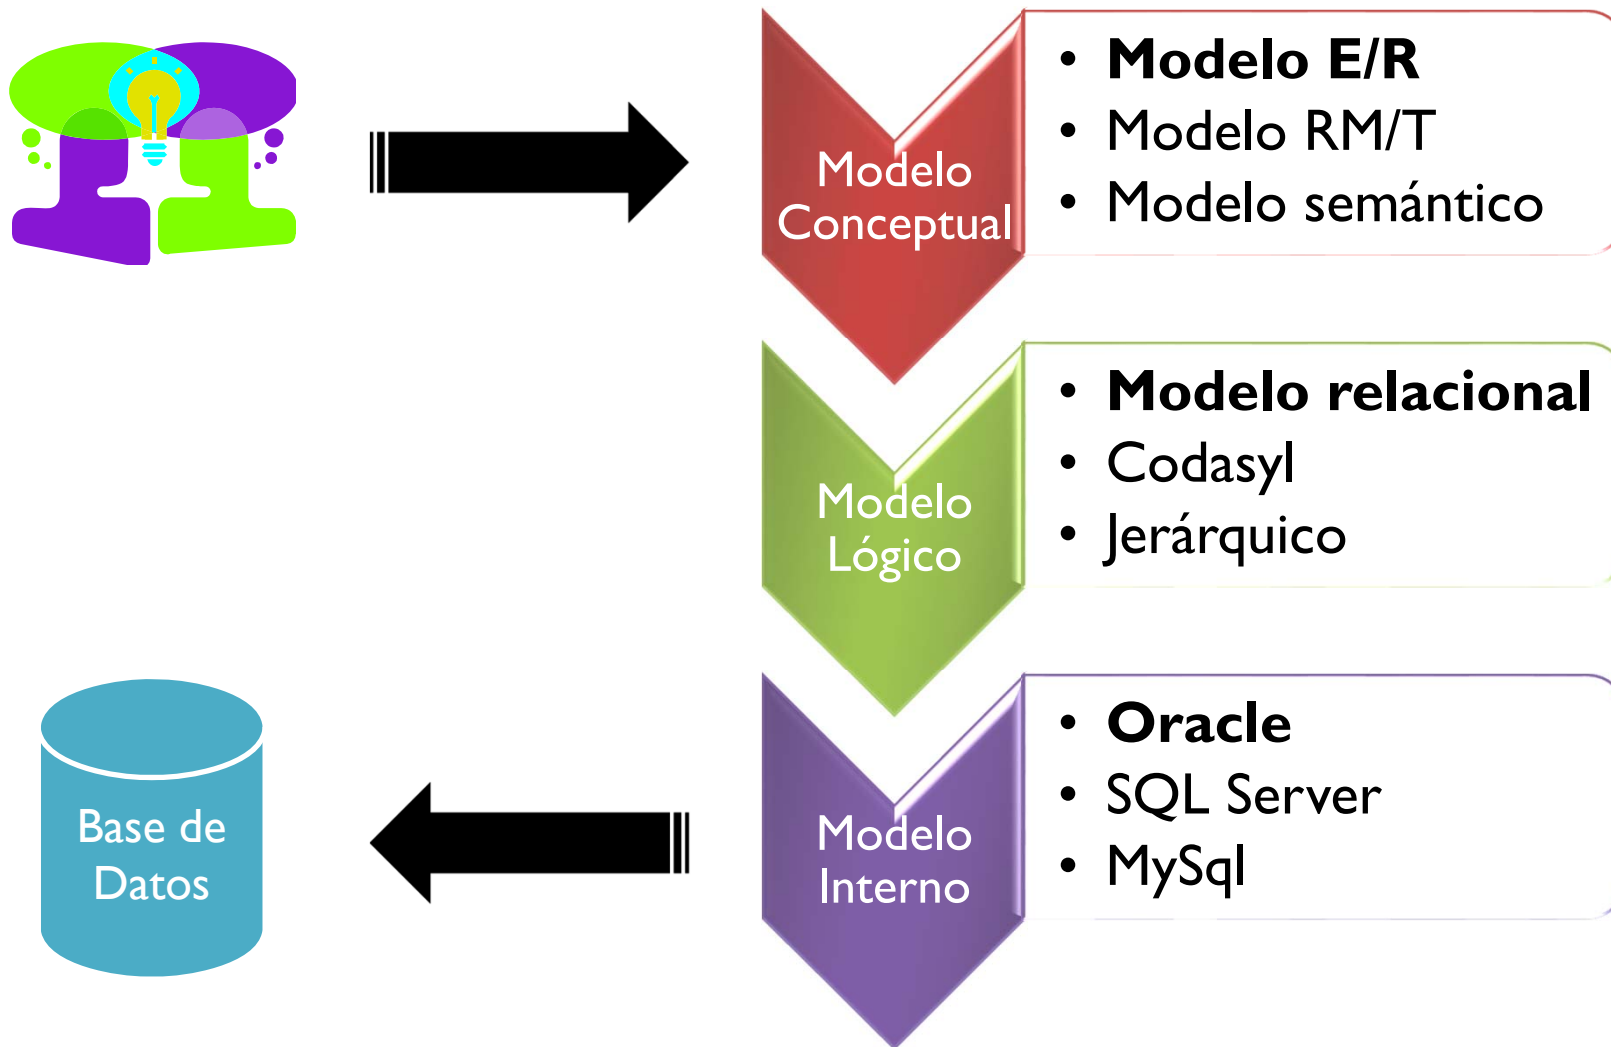 Modelo
Conceptual
• Modelo E/R
• Modelo RM/T
• Modelo semántico
Modelo
Lógico
• Modelo relacional
• Codasyl
• Jerárquico
Modelo
Interno
• Oracle
• SQL Server
• MySql
Base de
Datos